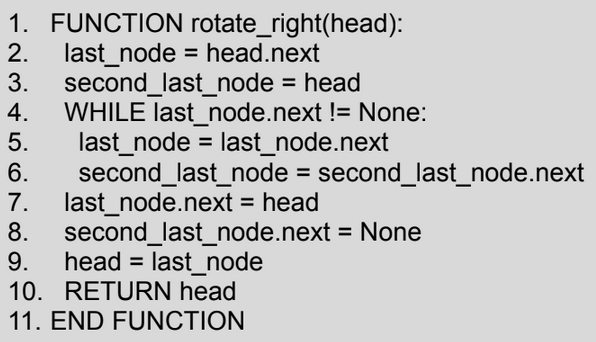 1. FUNCTION rotate_right(head):
2. last_node = head.next
3. second_last_node = head
4. WHILE last_node.next != None:
5. last_node = last_node.next
6. second_last_node = second_last_node.next
7. last_node.next = head
8. second_last_node.next = None
9. head = last_node
10. RETURN head
11. END FUNCTION